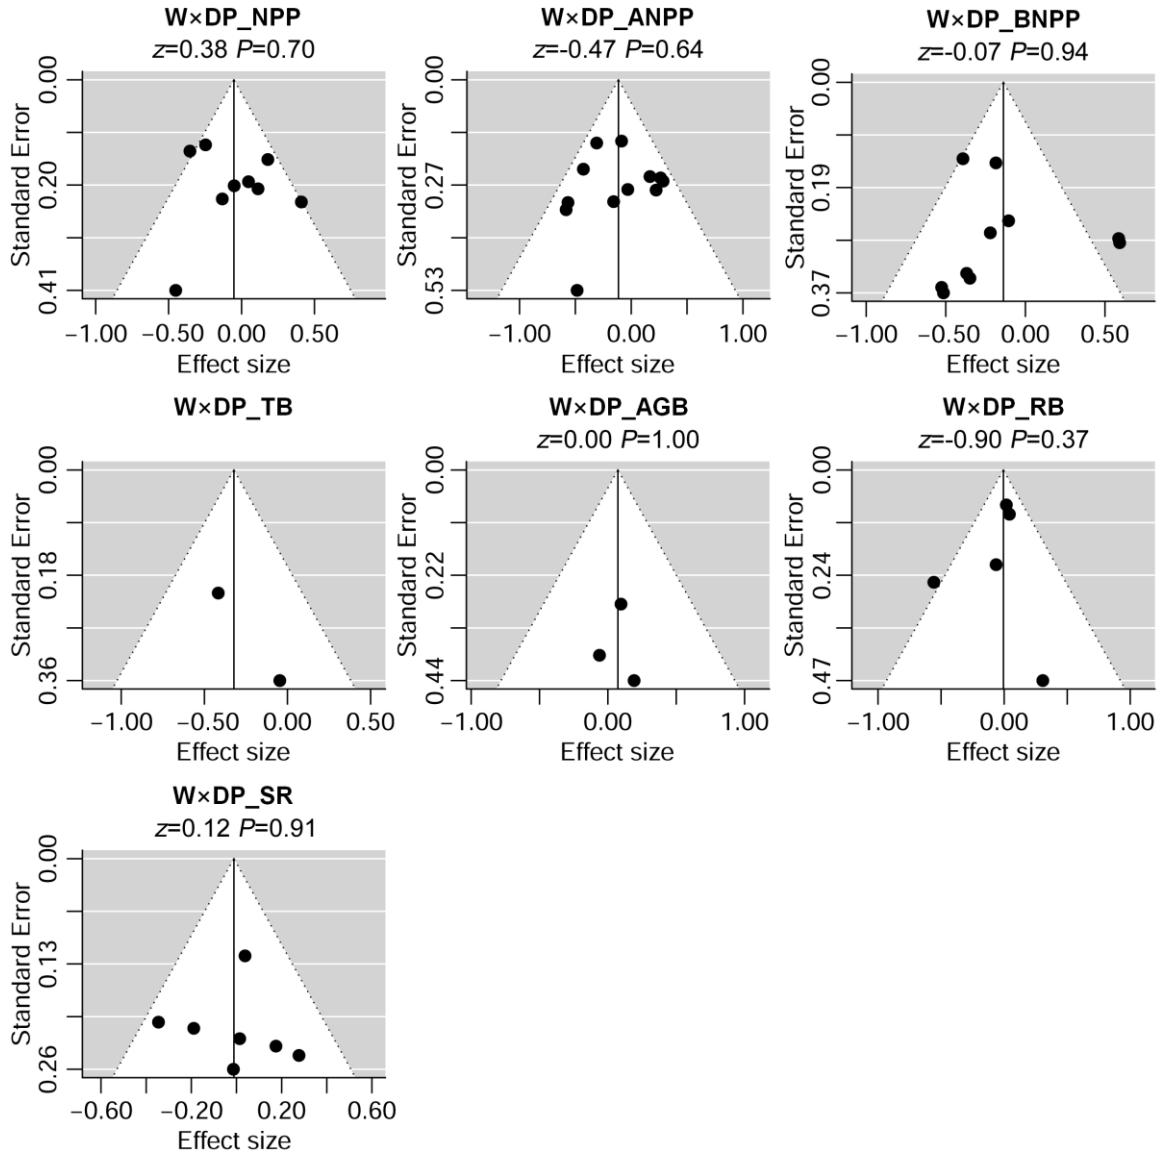 W×DP_NPP
z=0.38 P=0.70
0.00
0.20
0.41
Standard Error
−1.00 −0.50 0.00 0.50
Effect size
W×DP_ANPP
z=-0.47 P=0.64
0.00
0.27
0.53
Standard Error
−1.00 0.00 1.00
Effect size
W×DP_BNPP
z=-0.07 P=0.94
0.00
0.19
0.37
Standard Error
−1.00 −0.50 0.00 0.50
Effect size
W×DP_TB
0.00
0.18
0.36
Standard Error
−1.00 −0.50 0.00 0.50
Effect size
W×DP_AGB
z=0.00 P=1.00
0.00
0.22
0.44
Standard Error
−1.00 0.00 1.00
Effect size
W×DP_RB
z=-0.90 P=0.37
0.00
0.24
0.47
Standard Error
−1.00 0.00 1.00
Effect size
W×DP_SR
z=0.12 P=0.91
0.00
0.13
0.26
Standard Error
−0.60 −0.20 0.20 0.60
Effect size